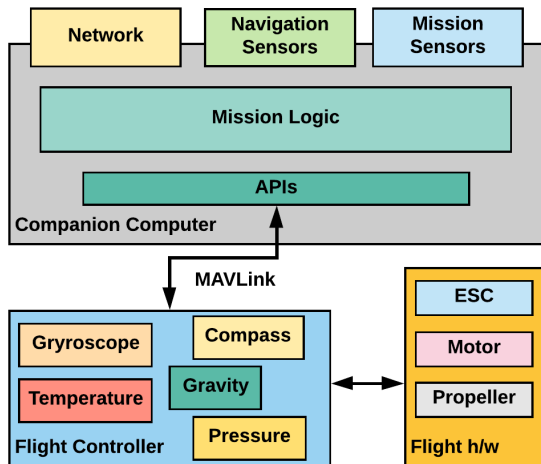 Network
Navigation
Sensors
Mission
Sensors
Mission Logic
APIs
Companion Computer
MAVLink
Gryroscope
Compass
Temperature
Gravity
Pressure
Flight Controller
ESC
Motor
Propeller
Flight h/w